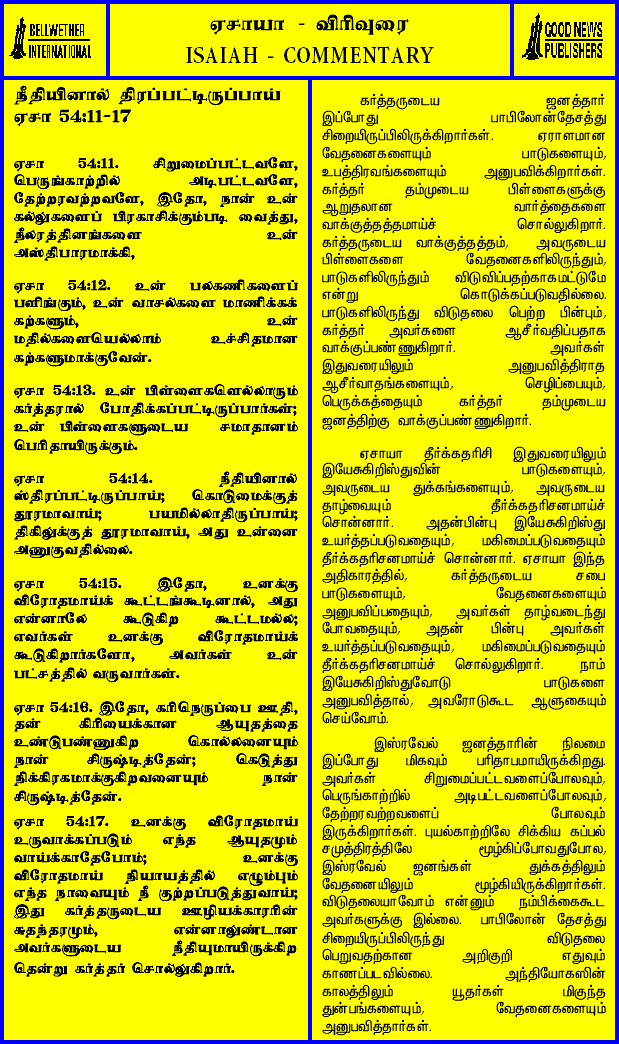 BELLWETHER
INTERNATIONAL
ஏசாயா - விரிவுரை
ISAIAH - COMMENTARY
GOOD NEWS
PUBLISHERS
நீதியினால் திரப்பட்டிருப்பாய்
ஏசா 54:11-17
ஏசா 54:11. சிறுமைப்பட்டவளே,
பெருங்காற்றில் அடிபட்டவளே,
தேற்றரவற்றவளே, இதோ, நான் உன்
கல்லுகளைப் பிரகாசிக்கும்படி வைத்து,
நீலரத்தினங்களை உன்
அஸ்திபாரமாக்கி,
ஏசா 54:12. உன் பலகணிகளைப்
பளிங்கும், உன் வாசல்களை மாணிக்கக்
கற்களும், உன்
மதில்களையெல்லாம் உச்சிதமான
கற்களுமாக்குவேன்.
ஏசா 54:13. உன் பிள்ளைகளெல்லாரும்
கர்த்தரால் போதிக்கப்பட்டிருப்பார்கள்;
உன் பிள்ளைகளுடைய சமாதானம்
பெரிதாயிருக்கும்.
ஏசா 54:14. நீதியினால்
ஸ்திரப்பட்டிருப்பாய்; கொடுமைக்குத்
தூரமாவாய்; பயமில்லாதிருப்பாய்;
திகிலுக்குத் தூரமாவாய், அது உன்னை
அணுகுவதில்லை.
ஏசா 54:15. இதோ, உனக்கு
விரோதமாய்க் கூட்டங்கூடினால், அது
என்னாலே கூடுகிற கூட்டமல்ல;
எவர்கள் உனக்கு விரோதமாய்க்
கூடுகிறார்களோ, அவர்கள் உன்
பட்சத்தில் வருவார்கள்.
ஏசா 54:16. இதோ, கரிநெருப்பை ஊதி,
தன் கிரியைக்கான ஆயுதத்தை
உண்டுபண்ணுகிற கொல்லனையும்
நான் சிருஷ்டித்தேன்; கெடுத்து
நிக்கிரகமாக்குகிறவனையும் நான்
சிருஷ்டித்தேன்.
ஏசா 54:17. உனக்கு விரோதமாய்
உருவாக்கப்படும் எந்த ஆயுதமும்
வாய்க்காதேபோம்; உனக்கு
விரோதமாய் நியாயத்தில் எழும்பும்
எந்த நாவையும் நீ குற்றப்படுத்துவாய்;
இது கர்த்தருடைய ஊழியக்காரரின்
சுதந்தரமும், என்னாலுண்டான
அவர்களுடைய நீதியுமாயிருக்கிற
தென்று கர்த்தர் சொல்லுகிறார்.
கர்த்தருடைய ஜனத்தார்
இப்போது பாபிலோன்தேசத்து
சிறையிருப்பிலிருக்கிறார்கள். ஏராளமான
வேதனைகளையும் பாடுகளையும்,
உபத்திரவங்களையும் அனுபவிக்கிறார்கள்.
கர்த்தர் தம்முடைய பிள்ளைகளுக்கு
ஆறுதலான வார்த்தைகளை
வாக்குத்தத்தமாய்ச் சொல்லுகிறார்.
கர்த்தருடைய வாக்குத்தத்தம், அவருடைய
பிள்ளைகளை வேதனைகளிலிருந்தும்,
பாடுகளிலிருந்தும் விடுவிப்பதற்காகமட்டுமே
என்று கொடுக்கப்படுவதில்லை.
பாடுகளிலிருந்து விடுதலை பெற்ற பின்பும்,
கர்த்தர் அவர்களை ஆசீர்வதிப்பதாக
வாக்குப்பண்ணுகிறார். அவர்கள்
இதுவரையிலும் அனுபவித்திராத
ஆசீர்வாதங்களையும், செழிப்பையும்,
பெருக்கத்தையும் கர்த்தர் தம்முடைய
ஜனத்திற்கு வாக்குப்பண்ணுகிறார்.
ஏசாயா தீர்க்கதரிசி இதுவரையிலும்
இயேசுகிறிஸ்துவின் பாடுகளையும்,
அவருடைய துக்கங்களையும், அவருடைய
தாழ்வையும் தீர்க்கதரிசனமாய்ச்
சொன்னார். அதன்பின்பு இயேசுகிறிஸ்து
உயர்த்தப்படுவதையும், மகிமைப்படுவதையும்
தீர்க்கதரிசனமாய்ச் சொன்னார். ஏசாயா இந்த
அதிகாரத்தில், கர்த்தருடைய சபை
பாடுகளையும், வேதனைகளையும்
அனுபவிப்பதையும், அவர்கள் தாழ்வடைந்து
போவதையும், அதன் பின்பு அவர்கள்
உயர்த்தப்படுவதையும், மகிமைப்படுவதையும்
தீர்க்கதரிசனமாய்ச் சொல்லுகிறார். நாம்
இயேசுகிறிஸ்துவோடு பாடுகளை
அனுபவித்தால், அவரோடுகூட ஆளுகையும்
செய்வோம்.
இஸ்ரவேல் ஜனத்தாரின் நிலமை
இப்போது மிகவும் பரிதாபமாயிருக்கிறது.
அவர்கள் சிறுமைப்பட்டவளைப்போலவும்,
பெருங்காற்றில் அடிபட்டவளைப்போலவும்,
தேற்றரவற்றவளைப் போலவும்
இருக்கிறார்கள். புயல்காற்றிலே சிக்கிய கப்பல்
சமுத்திரத்திலே மூழ்கிப்போவதுபோல,
இஸ்ரவேல் ஜனங்கள் துக்கத்திலும்
வேதனையிலும் மூழ்கியிருக்கிறார்கள்.
விடுதலையாவோம் என்னும் நம்பிக்கைகூட
அவர்களுக்கு இல்லை. பாபிலோன் தேசத்து
சிறையிருப்பிலிருந்து விடுதலை
பெறுவதற்கான அறிகுறி எதுவும்
காணப்படவில்லை. அந்தியோகஸின்
காலத்திலும் யூதர்கள் மிகுந்த
துன்பங்களையும், வேதனைகளையும்
அனுபவித்தார்கள்.